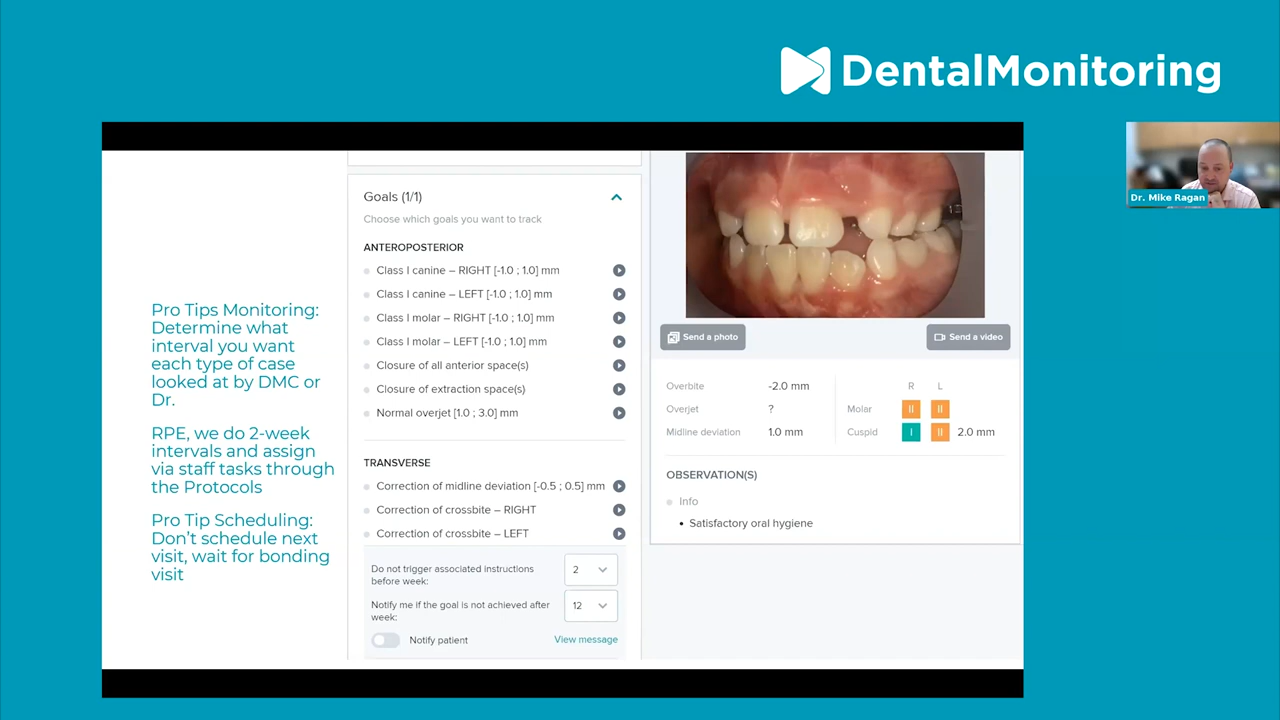 DentalMonitoring
Dr. Mike Ragan
Pro Tips Monitoring:
Determine what
interval you want
each type of case
looked at by DMC or
Dr.
RPE, we do 2-week
intervals and assign
via staff tasks through
the Protocols
Pro Tip Scheduling:
Don’t schedule next
visit, wait for bonding
visit
Goals (1/1)
Choose which goals you want to track
ANTEROPOSTERIOR
Class I canine – RIGHT [-1.0 ; 1.0] mm
Class I canine – LEFT [-1.0 ; 1.0] mm
Class I molar – RIGHT [-1.0 ; 1.0] mm
Class I molar – LEFT [-1.0 ; 1.0] mm
Closure of all anterior space(s)
Closure of extraction space(s)
Normal overjet [1.0 ; 3.0] mm
TRANSVERSE
Correction of midline deviation [-0.5 ; 0.5] mm
Correction of crossbite – RIGHT
Correction of crossbite – LEFT
Do not trigger associated instructions
before week:
2
Notify me if the goal is not achieved after
week:
12
Notify patient
View message
Send a photo
Send a video
Overbite -2.0 mm
Overjet ?
Midline deviation 1.0 mm
R L
Molar II II
Cuspid I II 2.0 mm
OBSERVATION(S)
Info
• Satisfactory oral hygiene